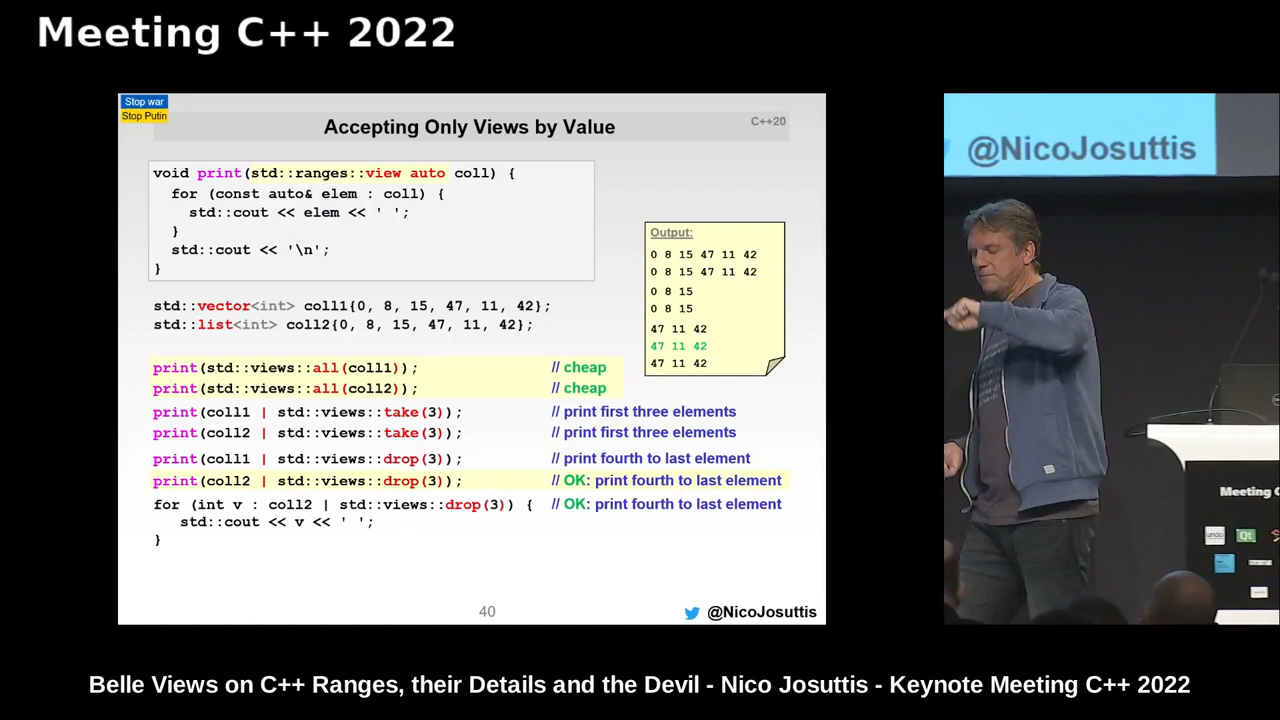 Meeting C++ 2022
Stop war
Stop Putin
Accepting Only Views by Value
C++20
void print(std::ranges::view auto coll) {
for (const auto& elem : coll) {
std::cout << elem << ' ';
}
std::cout << '\n';
}
Output:
0 8 15 47 11 42
0 8 15 47 11 42
0 8 15
0 8 15
47 11 42
47 11 42
47 11 42
std::vector<int> coll1{0, 8, 15, 47, 11, 42};
std::list<int> coll2{0, 8, 15, 47, 11, 42};
print(std::views::all(coll1)); // cheap
print(std::views::all(coll2)); // cheap
print(coll1 | std::views::take(3)); // print first three elements
print(coll2 | std::views::take(3)); // print first three elements
print(coll1 | std::views::drop(3)); // print fourth to last element
print(coll2 | std::views::drop(3)); // OK: print fourth to last element
for (int v : coll2 | std::views::drop(3)) { // OK: print fourth to last element
std::cout << v << ' ';
}
40
@NicoJosuttis
@NicoJosuttis
Meeting C
undo
Qt
Belle Views on C++ Ranges, their Details and the Devil - Nico Josuttis - Keynote Meeting C++ 2022